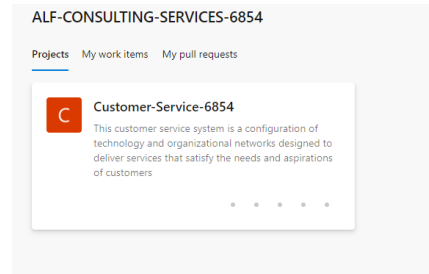 ALF-CONSULTING-SERVICES-6854
Projects My work items My pull requests
C
Customer-Service-6854
This customer service system is a configuration of
technology and organizational networks designed to
deliver services that satisfy the needs and aspirations
of customers